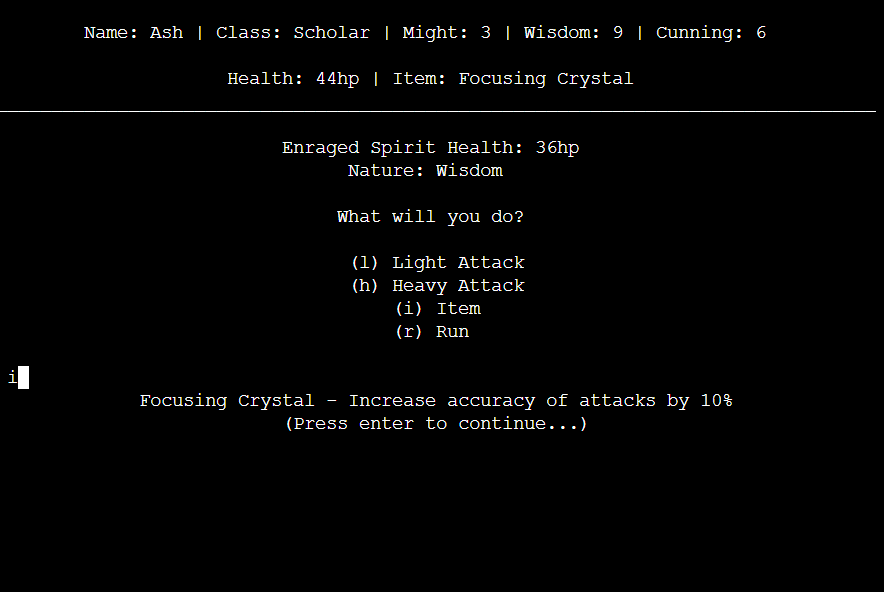 Name: Ash | Class: Scholar | Might: 3 | Wisdom: 9 | Cunning: 6
Health: 44hp | Item: Focusing Crystal
Enraged Spirit Health: 36hp
Nature: Wisdom
What will you do?
(l) Light Attack
(h) Heavy Attack
(i) Item
(r) Run
i
Focusing Crystal - Increase accuracy of attacks by 10%
(Press enter to continue...)